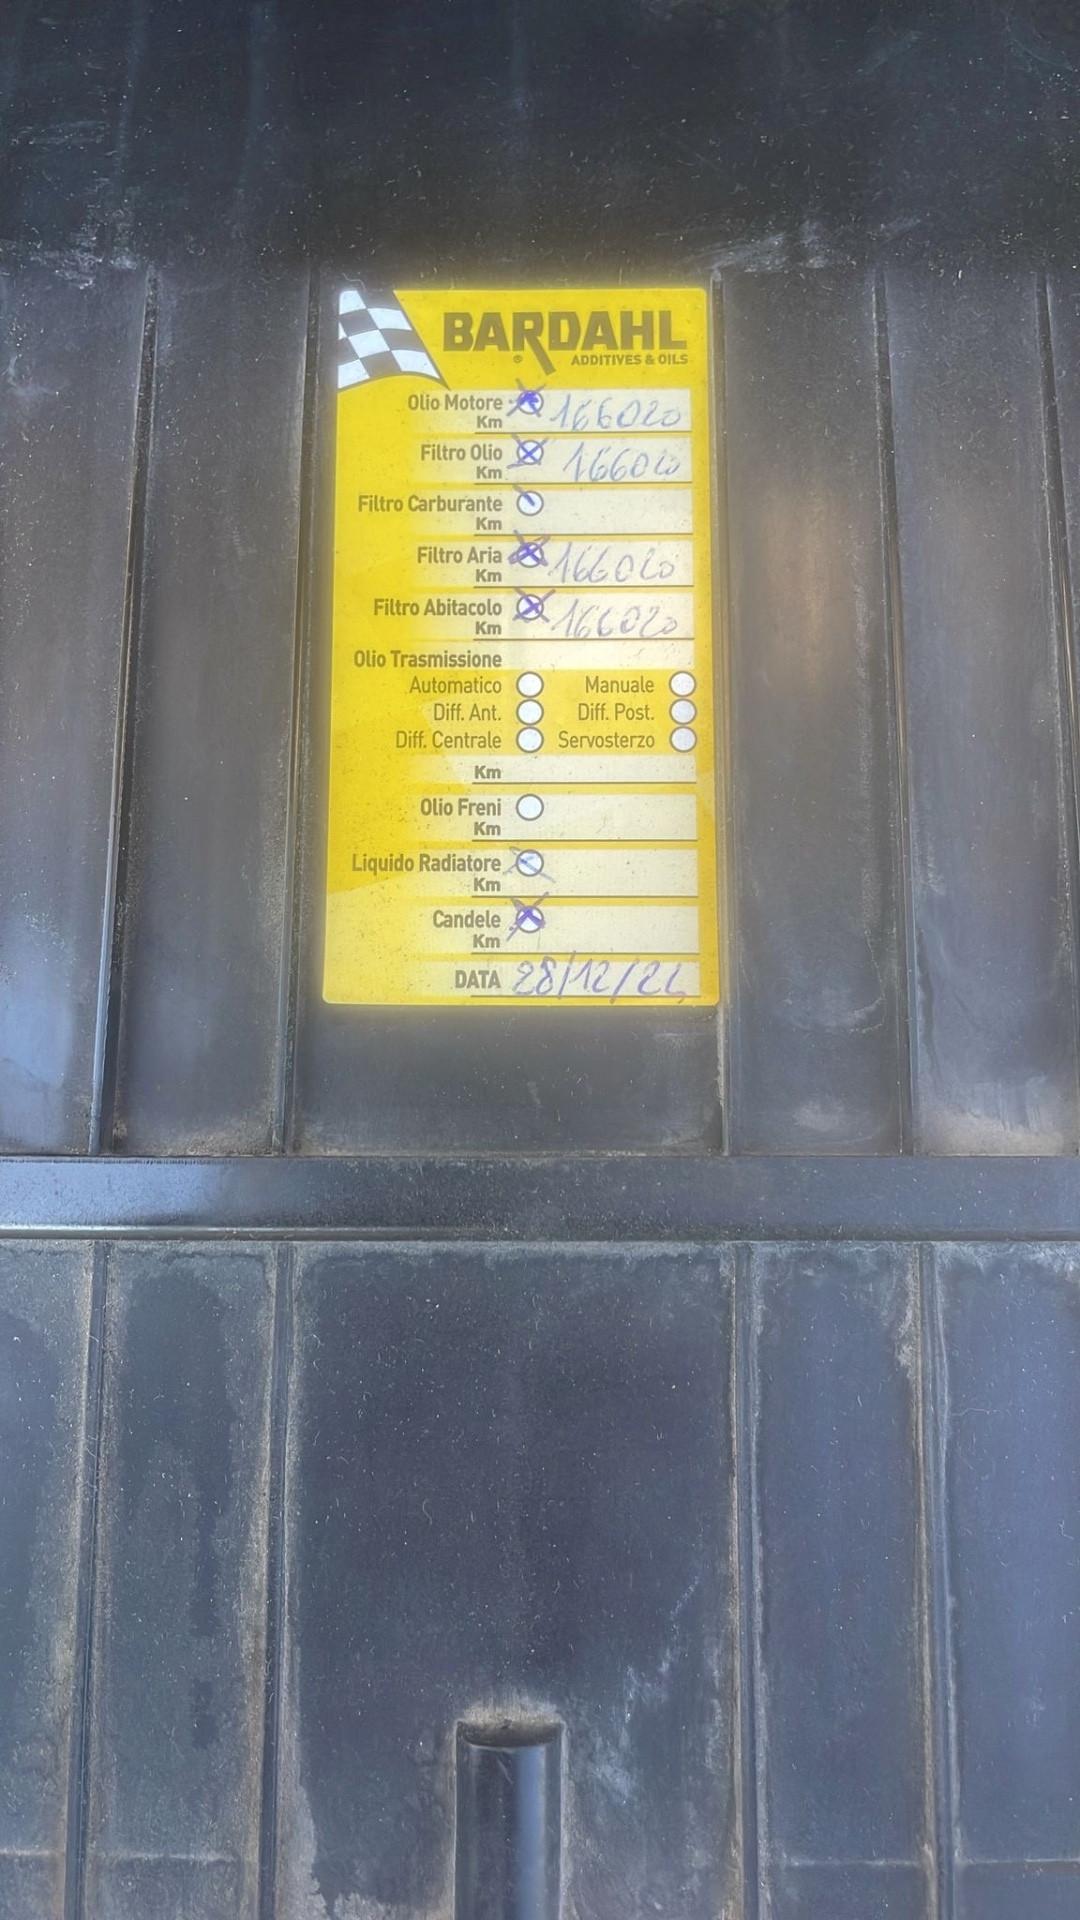 BARDAHL
®
ADDITIVES & OILS
Olio Motore 166020
Km
Filtro Olio 166020
Km
Filtro Carburante
Km
Filtro Aria 166020
Km
Filtro Abitacolo 166020
Km
Olio Trasmissione
Automatico Manuale
Diff. Ant. Diff. Post.
Diff. Centrale Servosterzo
Km
Olio Freni
Km
Liquido Radiatore
Km
Candele
Km
DATA 28/12/24